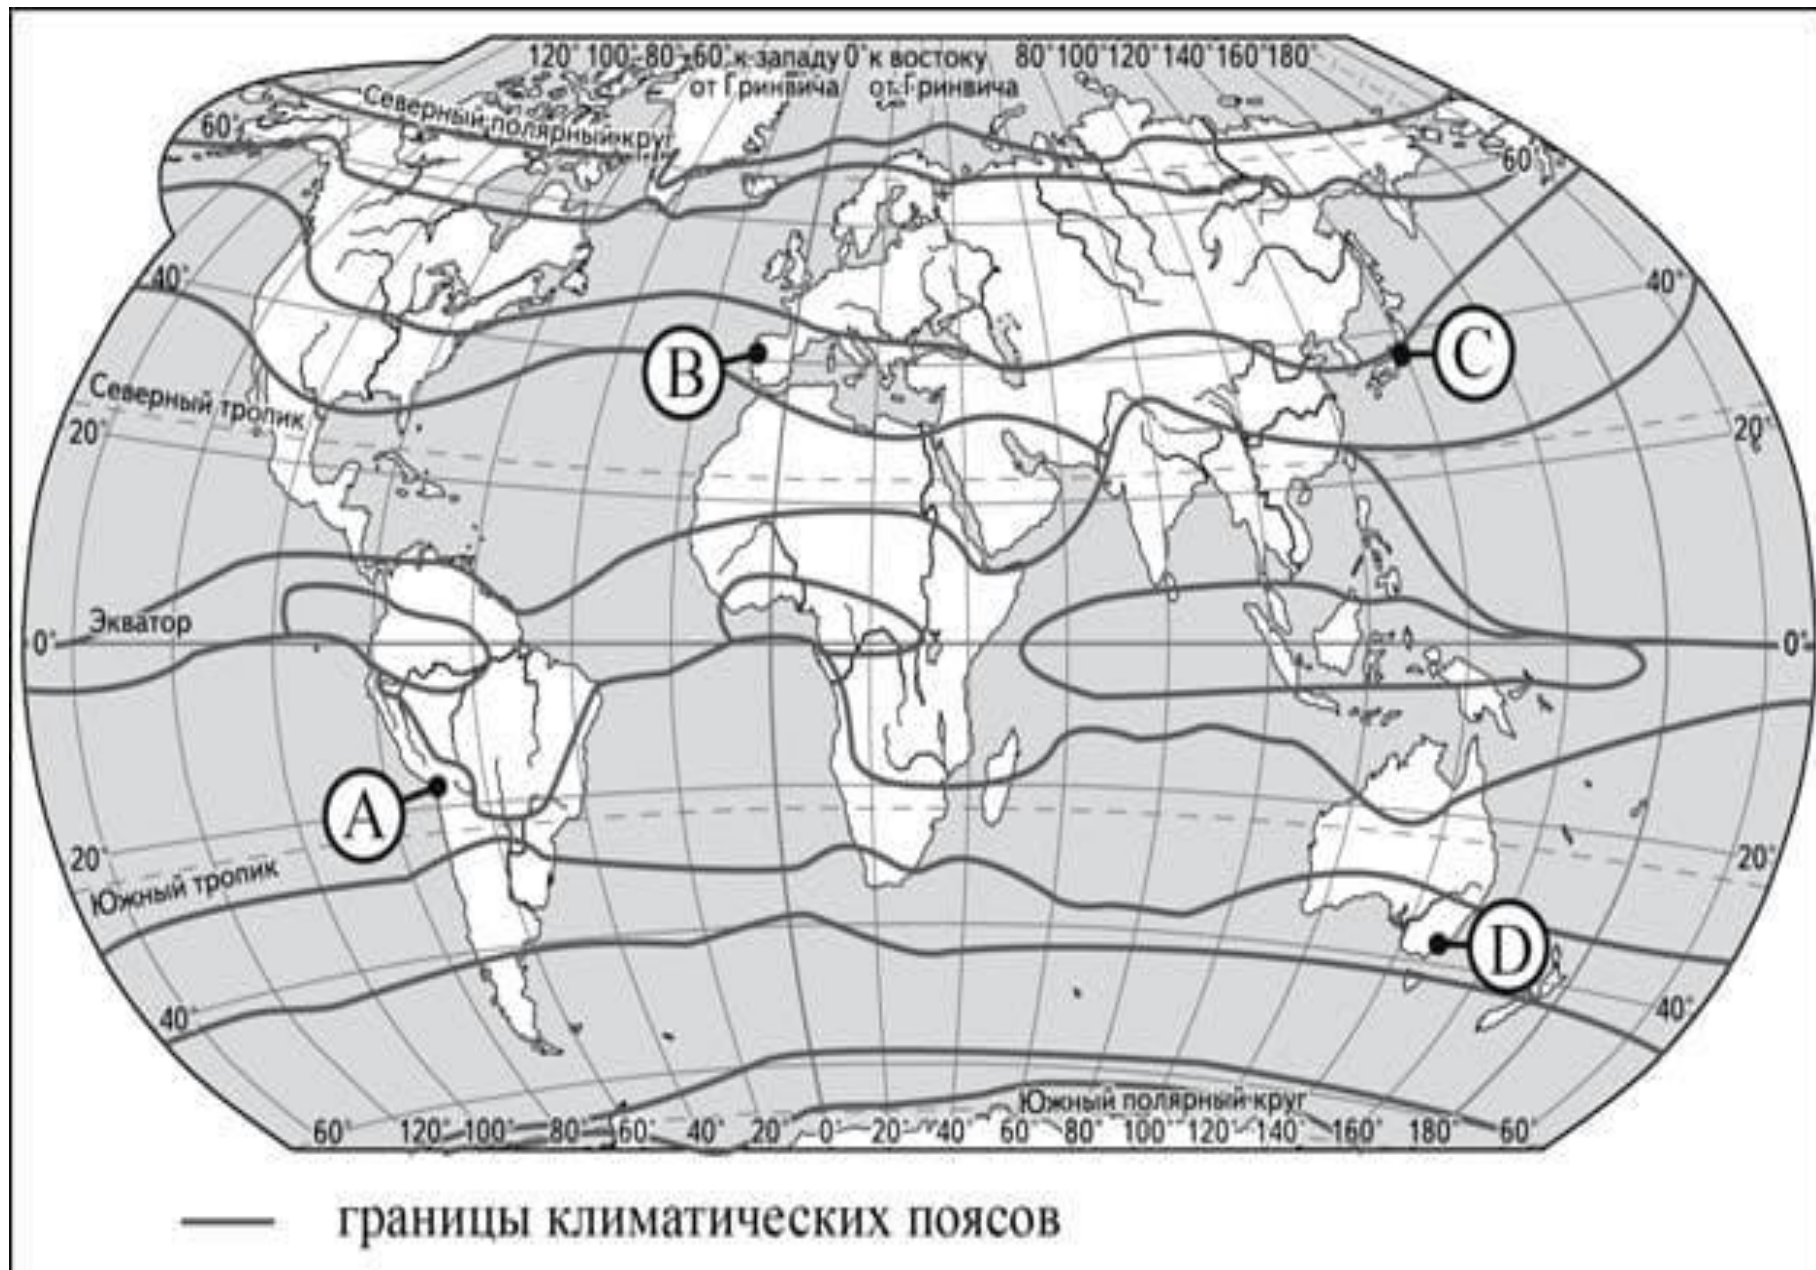 120° 100° 80° 60° к западу 0° к востоку 80° 100° 120° 140° 160° 180°
от Гринвича от Гринвича
Северный полярный круг
60°
60°
40°
40°
B
C
Северный тропик
20°
20°
Экватор
0°
0°
A
20°
20°
Южный тропик
D
40°
40°
Южный полярный круг
60° 120° 100° 80° 60° 40° 20° 0° 20° 40° 60° 80° 100° 120° 140° 160° 180° 60°
границы климатических поясов